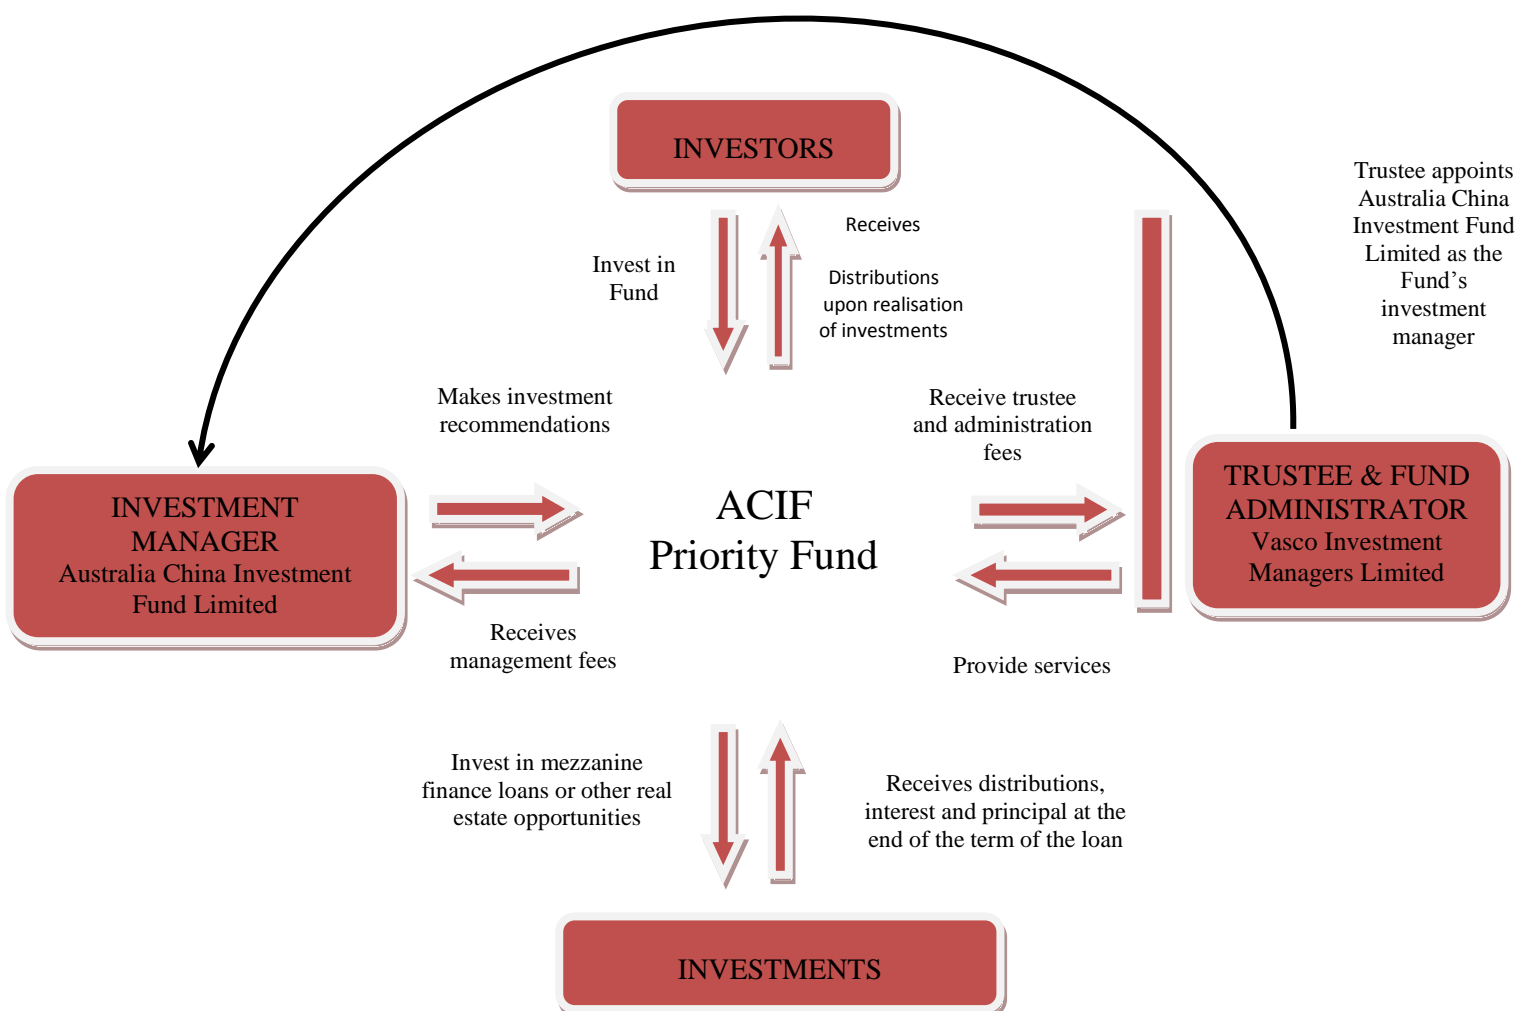 INVESTORS
Trustee appoints
Australia China
Investment Fund
Limited as the
Fund’s
investment
manager
Invest in
Fund
Receives
Distributions
upon realisation
of investments
Makes investment
recommendations
Receive trustee
and administration
fees
INVESTMENT
MANAGER
Australia China Investment
Fund Limited
ACIF
Priority Fund
TRUSTEE & FUND
ADMINISTRATOR
Vasco Investment
Managers Limited
Receives
management fees
Provide services
Invest in mezzanine
finance loans or other real
estate opportunities
Receives distributions,
interest and principal at the
end of the term of the loan
INVESTMENTS